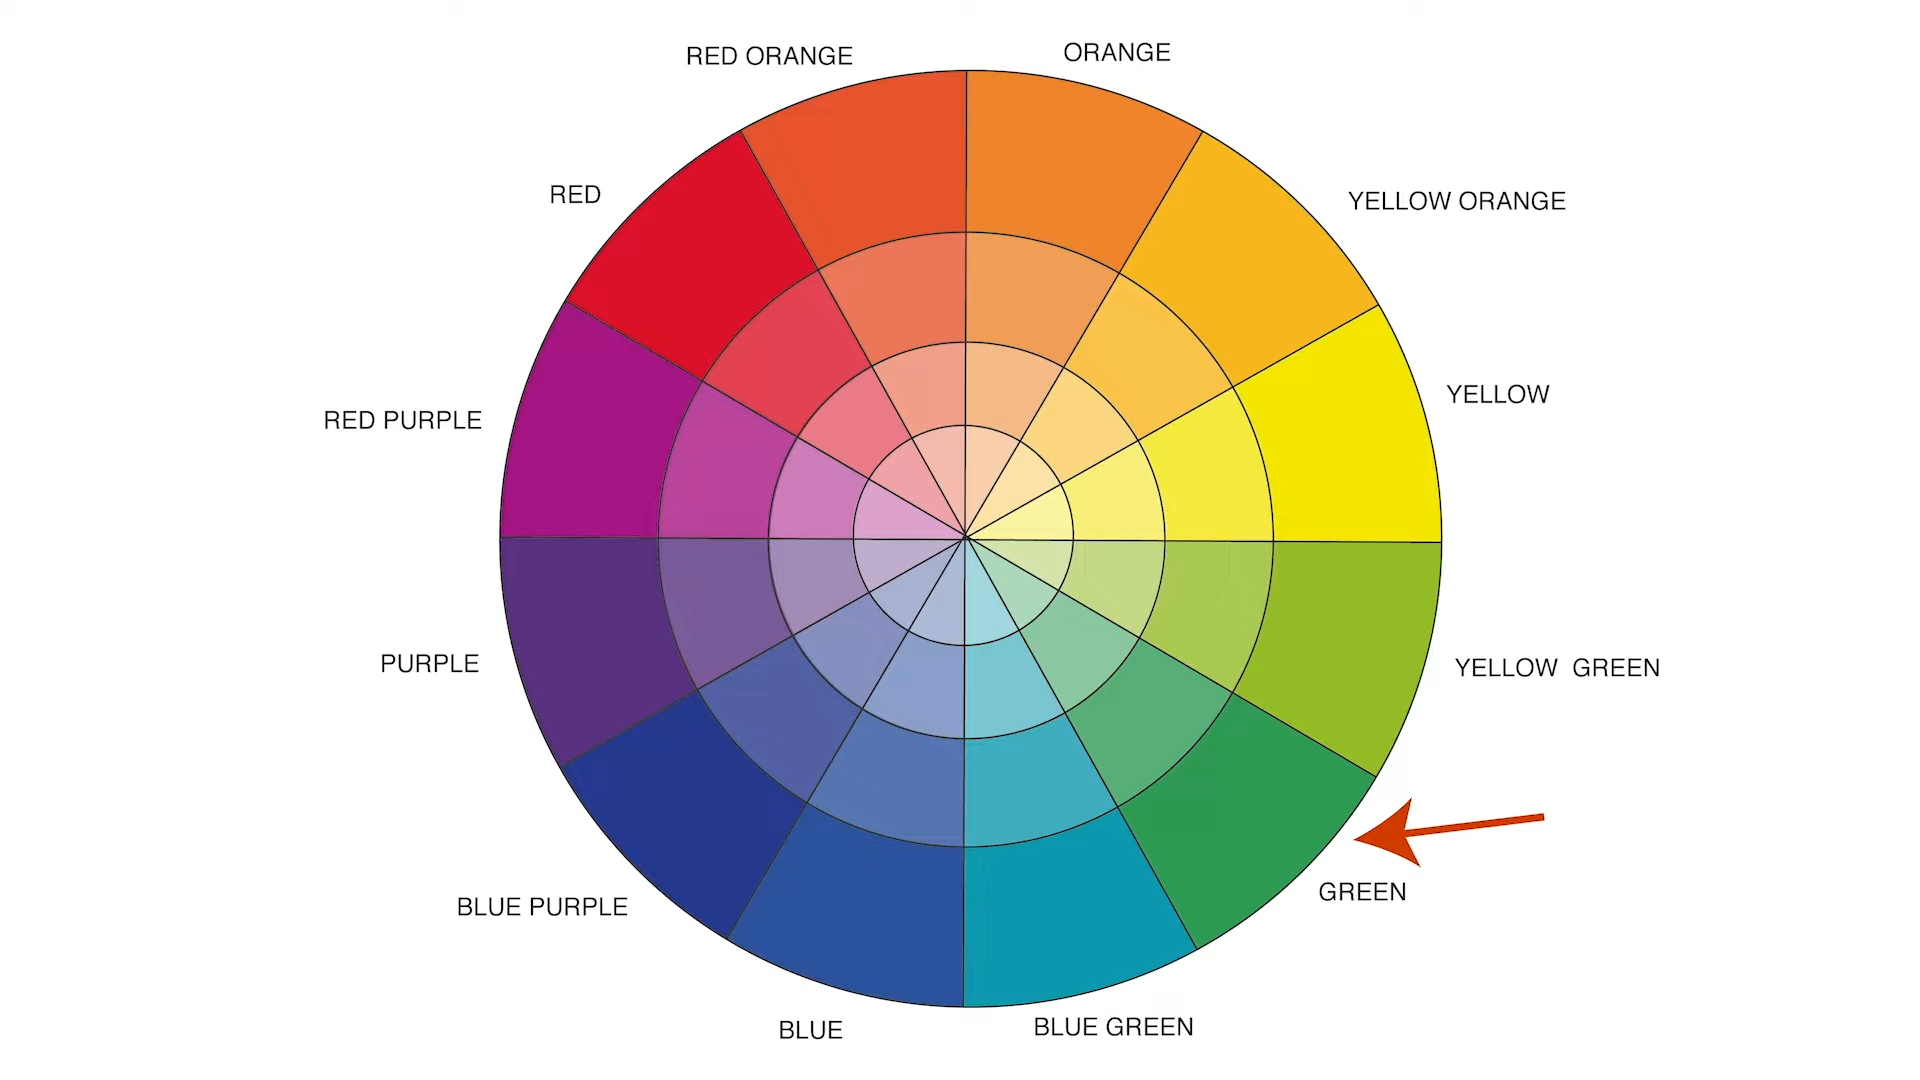 RED ORANGE
ORANGE
RED
YELLOW ORANGE
YELLOW
RED PURPLE
PURPLE
YELLOW  GREEN
GREEN
BLUE PURPLE
BLUE GREEN
BLUE